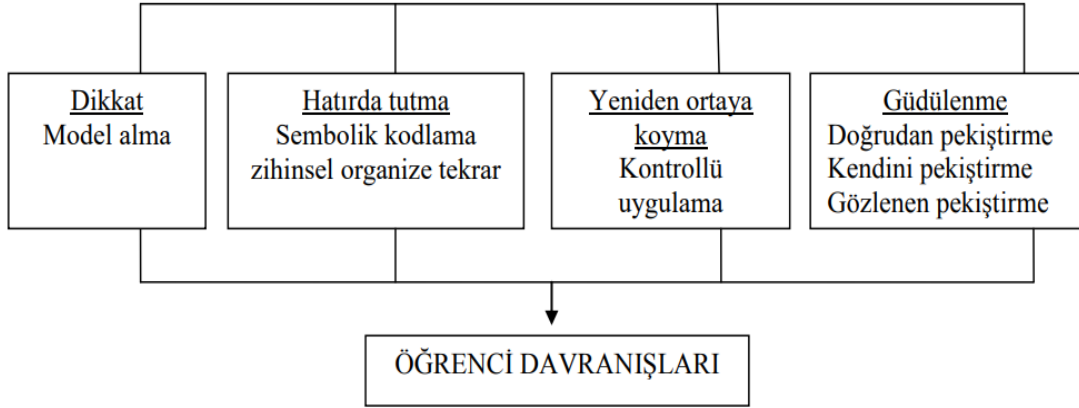 Dikkat
Model alma
Hatırda tutma
Sembolik kodlama
zihinsel organize tekrar
Yeniden ortaya
koyma
Kontrollü
uygulama
Güdülenme
Doğrudan pekiştirme
Kendini pekiştirme
Gözlenen pekiştirme
ÖĞRENCİ DAVRANIŞLARI